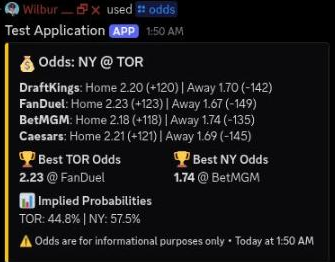 Wilbur used odds
Test Application APP 1:50 AM
💰 Odds: NY @ TOR
DraftKings: Home 2.20 (+120) | Away 1.70 (-142)
FanDuel: Home 2.23 (+123) | Away 1.67 (-149)
BetMGM: Home 2.18 (+118) | Away 1.74 (-135)
Caesars: Home 2.21 (+121) | Away 1.69 (-145)
🏆 Best TOR Odds 🏆 Best NY Odds
2.23 @ FanDuel 1.74 @ BetMGM
📊 Implied Probabilities
TOR: 44.8% | NY: 57.5%
⚠️ Odds are for informational purposes only • Today at 1:50 AM